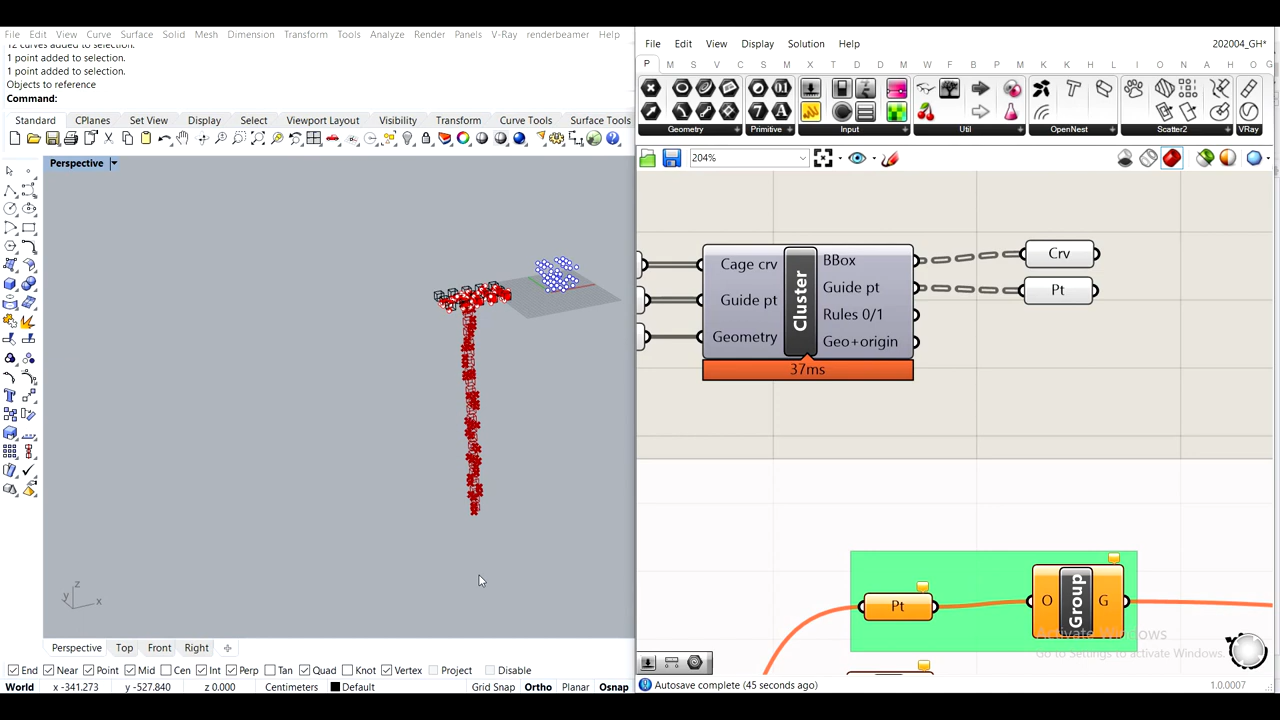 File Edit View Curve Surface Solid Mesh Dimension Transform Tools Analyze Render Panels V-Ray renderbeamer Help
12 curves added to selection.
1 point added to selection.
1 point added to selection.
Objects to reference
Command:
Standard CPlanes Set View Display Select Viewport Layout Visibility Transform Curve Tools Surface Tools
Perspective
z
y
x
Perspective Top Front Right
End Near Point Mid Cen Int Perp Tan Quad Knot Vertex Project Disable
World x -341.273 y -527.840 z 0.000 Centimeters Default Grid Snap Ortho Planar Osnap
File Edit View Display Solution Help 202004_GH*
P M S V C S M I X T D A D M W F T P M K K B H L I O G
Geometry Primitive Input Util OpenNest Scatter2 VRay
204%
Cage crv
Guide pt
Geometry
Cluster
BBox
Guide pt
Rules 0/1
Geo+origin
37ms
Crv
Pt
Pt
O Group G
Activate Windows
Go to Settings to activate Windows.
Autosave complete (45 seconds ago) 1.0.0007